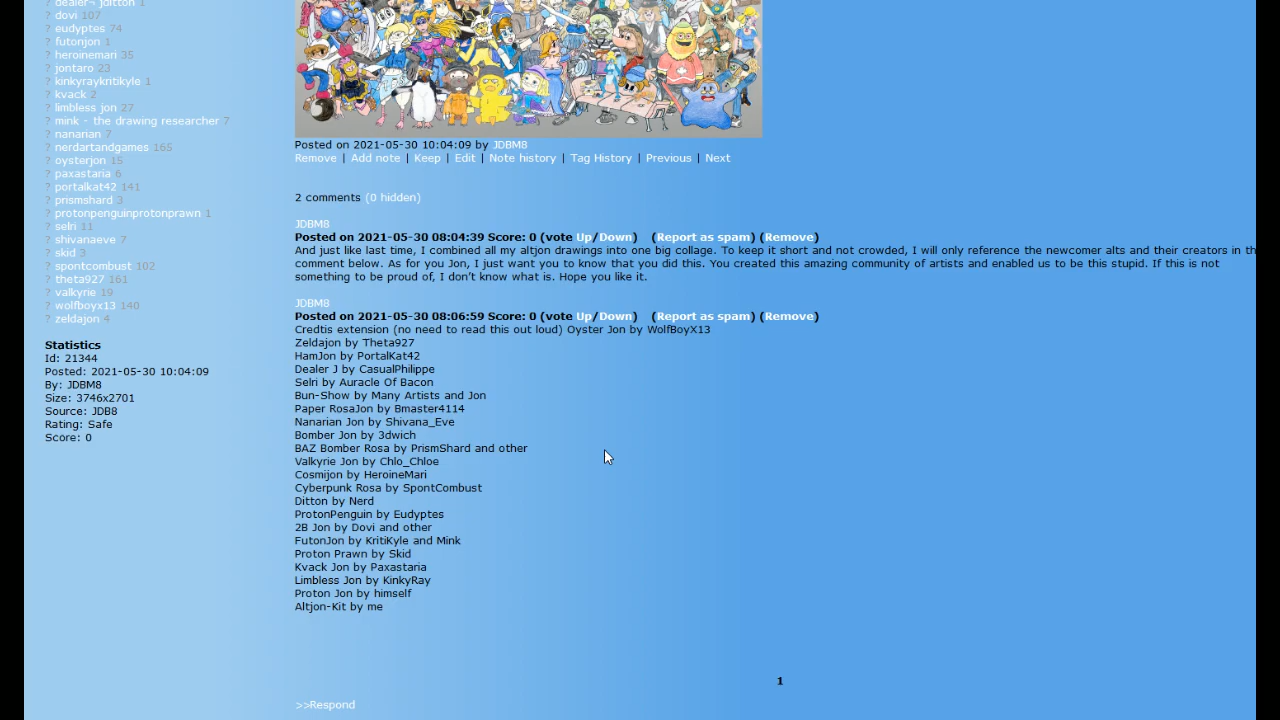 ? dealer¬ jditton 1
? dovi 107
? eudyptes 74
? futonjon 1
? heroinemari 35
? jontaro 23
? kinkyraykritikyle 1
? kvack 2
? limbless jon 27
? mink - the drawing researcher 7
? nanarian 7
? nerdartandgames 165
? oysterjon 15
? paxastaria 6
? portalkat42 141
? prismshard 3
? protonpenguinprotonprawn 1
? selri 11
? shivanaeve 7
? skid 3
? spontcombust 102
? theta927 161
? valkyrie 19
? wolfboyx13 140
? zeldajon 4
Statistics
Id: 21344
Posted: 2021-05-30 10:04:09
By: JDBM8
Size: 3746x2701
Source: JDB8
Rating: Safe
Score: 0
Posted on 2021-05-30 10:04:09 by JDBM8
Remove | Add note | Keep | Edit | Note history | Tag History | Previous | Next
2 comments (0 hidden)
JDBM8
Posted on 2021-05-30 08:04:39 Score: 0 (vote Up/Down) (Report as spam) (Remove)
And just like last time, I combined all my altjon drawings into one big collage. To keep it short and not crowded, I will only reference the newcomer alts and their creators in th
comment below. As for you Jon, I just want you to know that you did this. You created this amazing community of artists and enabled us to be this stupid. If this is not
something to be proud of, I don't know what is. Hope you like it.
JDBM8
Posted on 2021-05-30 08:06:59 Score: 0 (vote Up/Down) (Report as spam) (Remove)
Credtis extension (no need to read this out loud) Oyster Jon by WolfBoyX13
Zeldajon by Theta927
HamJon by PortalKat42
Dealer J by CasualPhilippe
Selri by Auracle Of Bacon
Bun-Show by Many Artists and Jon
Paper RosaJon by Bmaster4114
Nanarian Jon by Shivana_Eve
Bomber Jon by 3dwich
BAZ Bomber Rosa by PrismShard and other
Valkyrie Jon by Chlo_Chloe
Cosmijon by HeroineMari
Cyberpunk Rosa by SpontCombust
Ditton by Nerd
ProtonPenguin by Eudyptes
2B Jon by Dovi and other
FutonJon by KritiKyle and Mink
Proton Prawn by Skid
Kvack Jon by Paxastaria
Limbless Jon by KinkyRay
Proton Jon by himself
Altjon-Kit by me
1
>>Respond